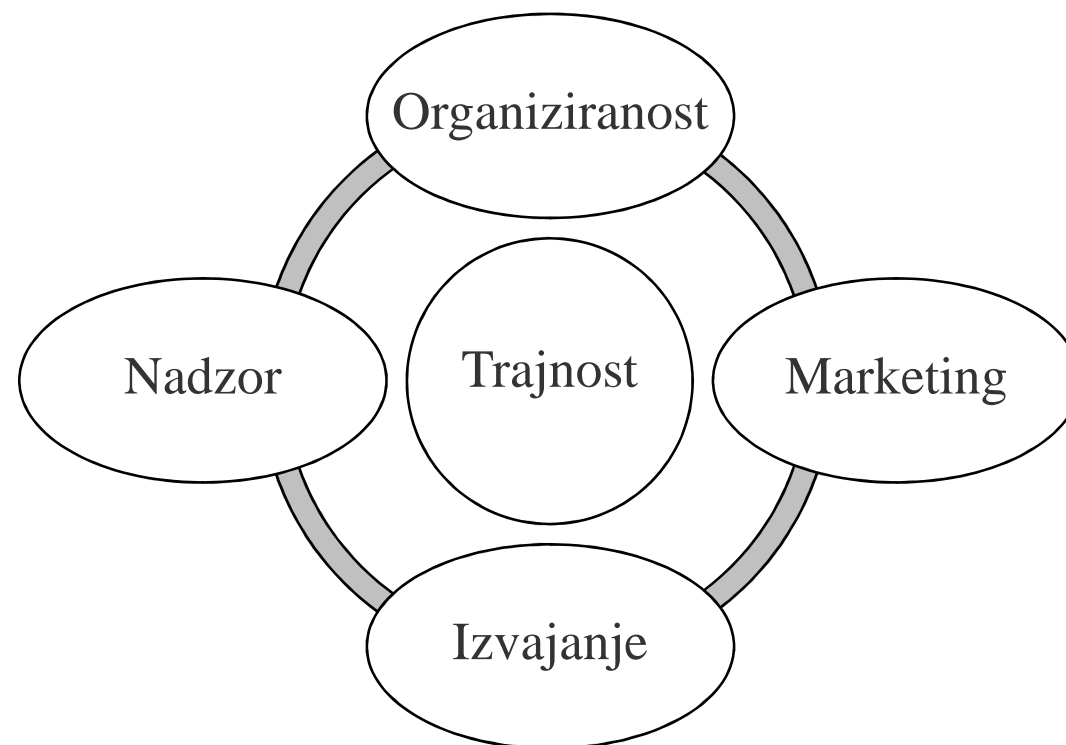 Organiziranost
Nadzor
Trajnost
Marketing
Izvajanje